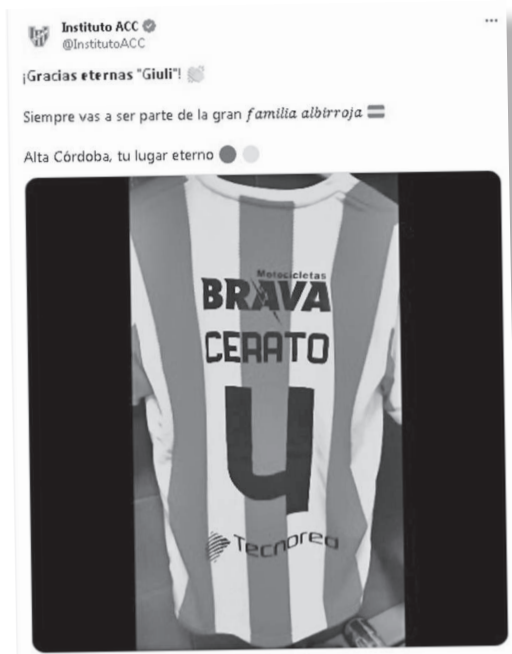 Instituto ACC
@InstitutoACC
¡Gracias eternas "Giuli"!
Siempre vas a ser parte de la gran familia albirroja
Alta Córdoba, tu lugar eterno
Motocicletas
BRAVA
CERATO
4
Tecnored